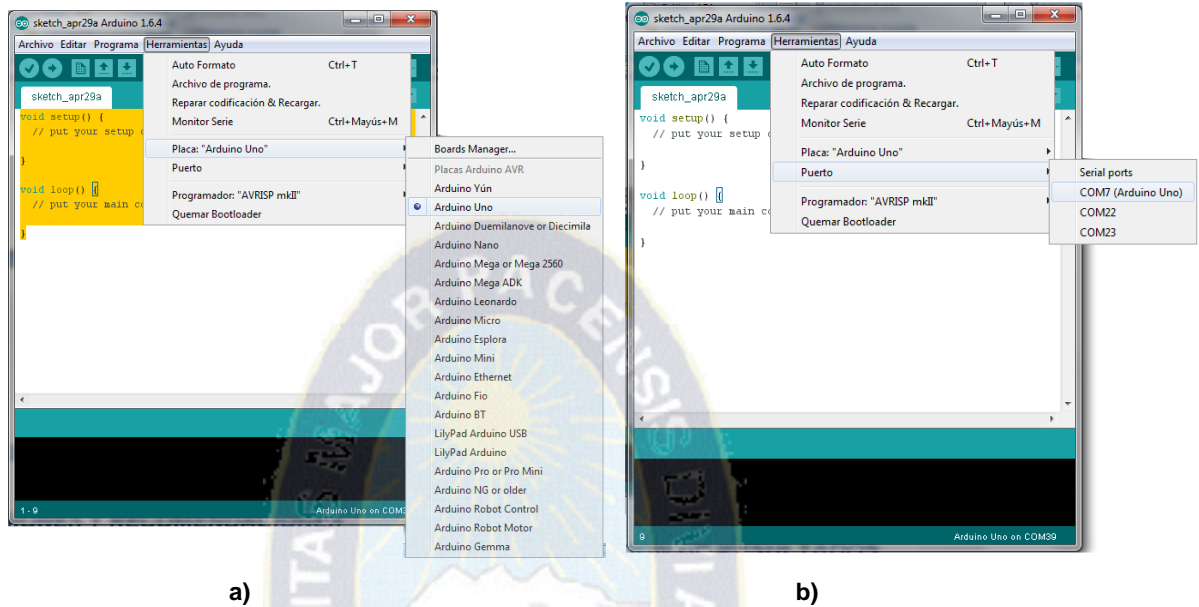 sketch_apr29a Arduino 1.6.4
Archivo Editar Programa Herramientas Ayuda
Auto Formato Ctrl+T
Archivo de programa.
Reparar codificación & Recargar.
Monitor Serie Ctrl+Mayús+M
Placa: "Arduino Uno"
Puerto
Programador: "AVRISP mkII"
Quemar Bootloader
sketch_apr29a
void setup() {
// put your setup
}
void loop() {
// put your main
}
Boards Manager...
Placas Arduino AVR
Arduino Yún
Arduino Uno
Arduino Duemilanove or Diecimila
Arduino Nano
Arduino Mega or Mega 2560
Arduino Mega ADK
Arduino Leonardo
Arduino Micro
Arduino Esplora
Arduino Mini
Arduino Ethernet
Arduino Fio
Arduino BT
LilyPad Arduino USB
LilyPad Arduino
Arduino Pro or Pro Mini
Arduino NG or older
Arduino Robot Control
Arduino Robot Motor
Arduino Gemma
1 - 9 Arduino Uno on
a)
sketch_apr29a Arduino 1.6.4
Archivo Editar Programa Herramientas Ayuda
Auto Formato Ctrl+T
Archivo de programa.
Reparar codificación & Recargar.
Monitor Serie Ctrl+Mayús+M
Placa: "Arduino Uno"
Puerto
Programador: "AVRISP mkII"
Quemar Bootloader
sketch_apr29a
void setup() {
// put your setup
}
void loop() {
// put your main
}
Serial ports
COM7 (Arduino Uno)
COM22
COM23
9 Arduino Uno on COM39
b)